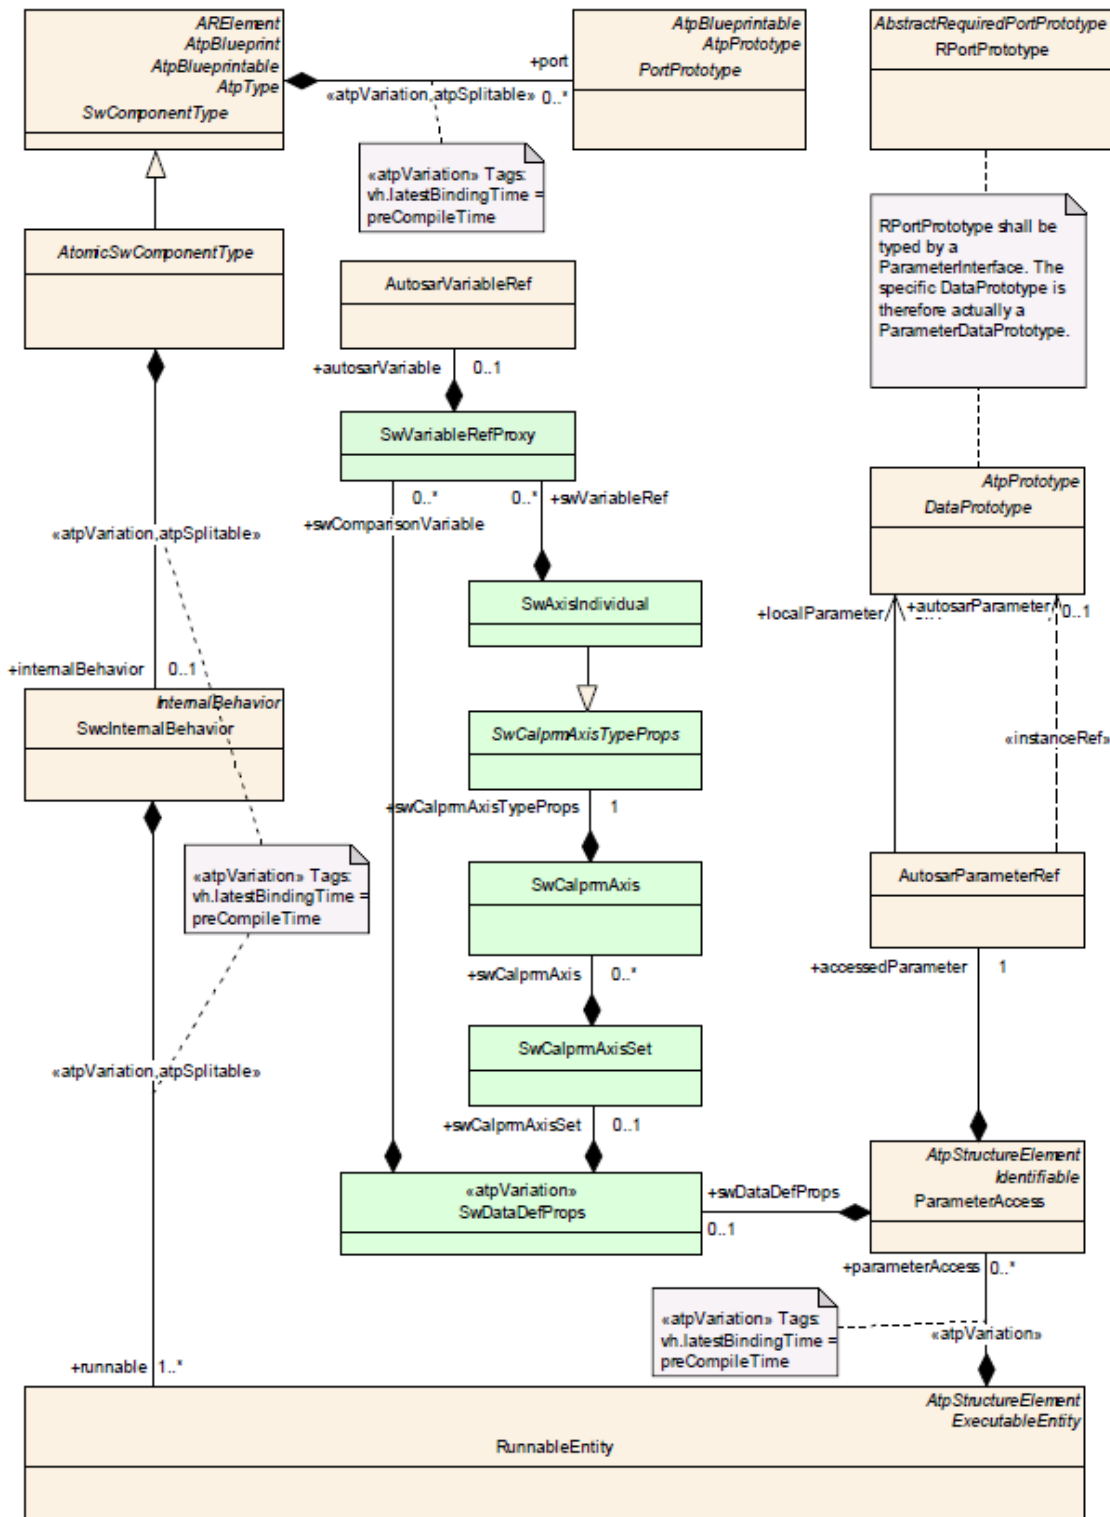 ARElement
AtpBlueprint
AtpBlueprintable
AtpType
SwComponentType
+port
«atpVariation,atpSplitable» 0..*
AtpBlueprintable
AtpPrototype
PortPrototype
AbstractRequiredPortPrototype
RPortPrototype
«atpVariation» Tags:
vh.latestBindingTime =
preCompileTime
RPortPrototype shall be
typed by a
ParameterInterface. The
specific DataPrototype is
therefore actually a
ParameterDataPrototype.
AtomicSwComponentType
AutosarVariableRef
+autosarVariable 0..1
SwVariableRefProxy
0..* 0..* +swVariableRef
+swComparisonVariable
AtpPrototype
DataPrototype
«atpVariation,atpSplitable»
SwAxisIndividual
+localParameter +autosarParameter 0..1
+internalBehavior 0..1
InternalBehavior
SwcInternalBehavior
SwCalprmAxisTypeProps
«instanceRef»
+swCalprmAxisTypeProps 1
«atpVariation» Tags:
vh.latestBindingTime =
preCompileTime
SwCalprmAxis
AutosarParameterRef
+swCalprmAxis 0..*
+accessedParameter 1
SwCalprmAxisSet
«atpVariation,atpSplitable»
+swCalprmAxisSet 0..1
AtpStructureElement
Identifiable
ParameterAccess
«atpVariation»
SwDataDefProps
+swDataDefProps
0..1
+parameterAccess 0..*
«atpVariation» Tags:
vh.latestBindingTime =
preCompileTime
«atpVariation»
+runnable 1..*
AtpStructureElement
ExecutableEntity
RunnableEntity